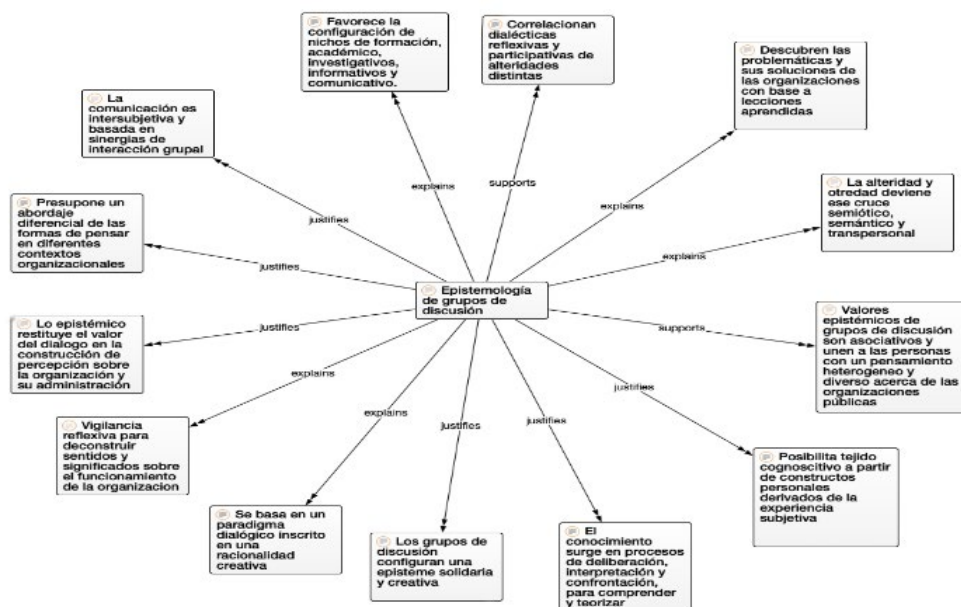 Favorece la
configuración de
nichos de formación,
académico,
investigativos,
informativos y
comunicativo.
Correlacionan
dialécticas
reflexivas y
participativas de
alteridades
distintas
Descubren las
problemáticas y
sus soluciones de
las organizaciones
con base a
lecciones
aprendidas
La
comunicación es
intersubjetiva y
basada en
sinergias de
interacción grupal
explains
supports
explains
La alteridad y
otredad deviene
ese cruce
semiótico,
semántico y
transpersonal
Presupone un
abordaje
diferencial de las
formas de pensar
en diferentes
contextos
organizacionales
justifies
justifies
explains
Epistemología
de grupos de
discusión
Lo epistémico
restituye el valor
del dialogo en la
construcción de
percepción sobre
la organización y
su administración
justifies
supports
Valores
epistémicos de
grupos de discusión
son asociativos y
unen a las personas
con un pensamiento
heterogeneo y
diverso acerca de las
organizaciones
públicas
explains
explains
justifies
justifies
justifies
Vigilancia
reflexiva para
deconstruir
sentidos y
significados sobre
el funcionamiento
de la organizacion
Posibilita tejido
cognoscitivo a partir
de constructos
personales
derivados de la
experiencia
subjetiva
Se basa en un
paradigma
dialógico inscrito
en una
racionalidad
creativa
Los grupos de
discusión
configuran una
episteme solidaria
y creativa
El
conocimiento
surge en procesos
de deliberación,
interpretación y
confrontación,
para comprender
y teorizar